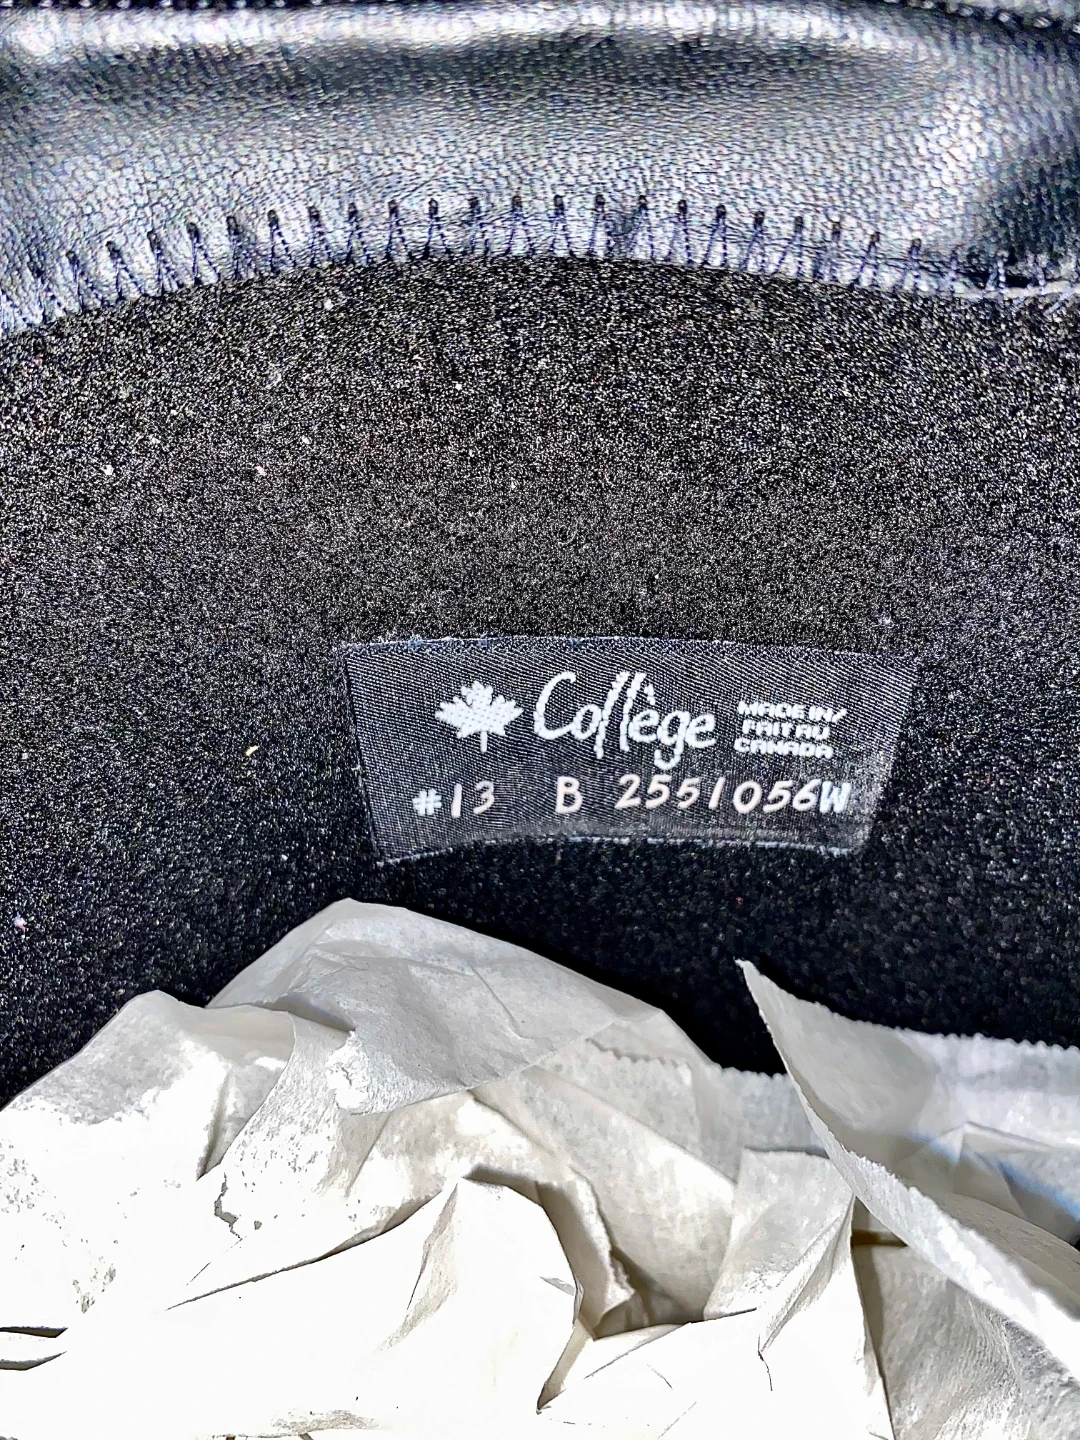 Collège
MADE IN/
FAIT AU
CANADA
#13 B 2551056W